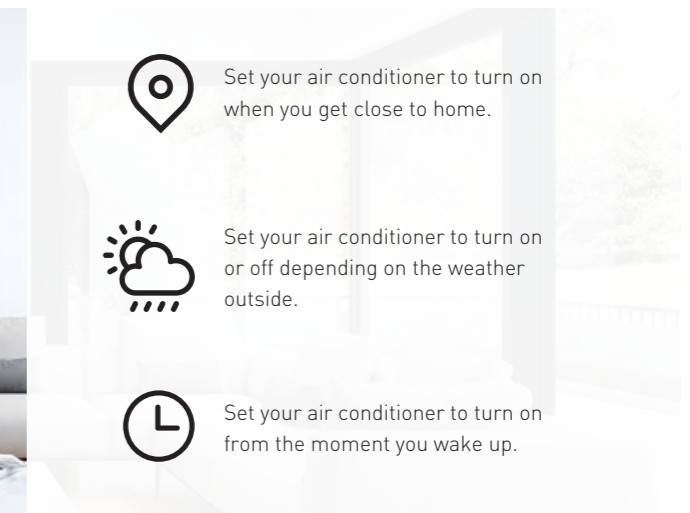 Set your air conditioner to turn on
when you get close to home.
Set your air conditioner to turn on
or off depending on the weather
outside.
Set your air conditioner to turn on
from the moment you wake up.